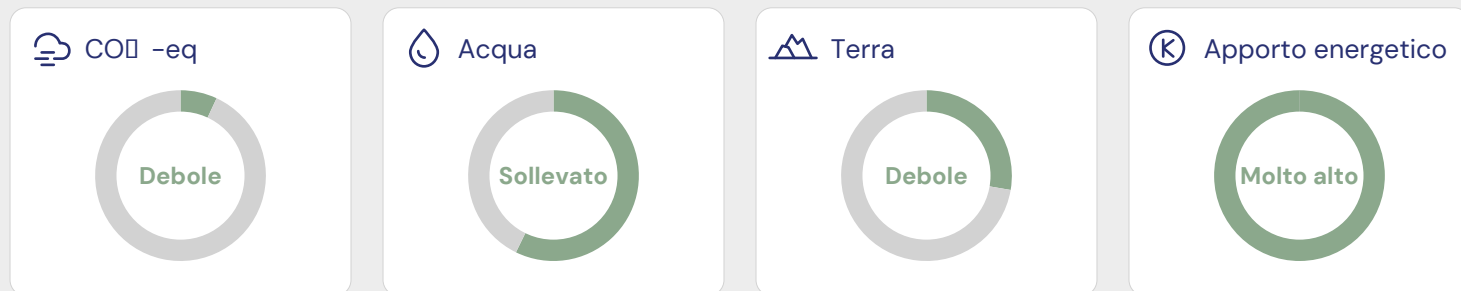 CO▯ -eq
Acqua
Terra
Apporto energetico
Debole
Sollevato
Debole
Molto alto